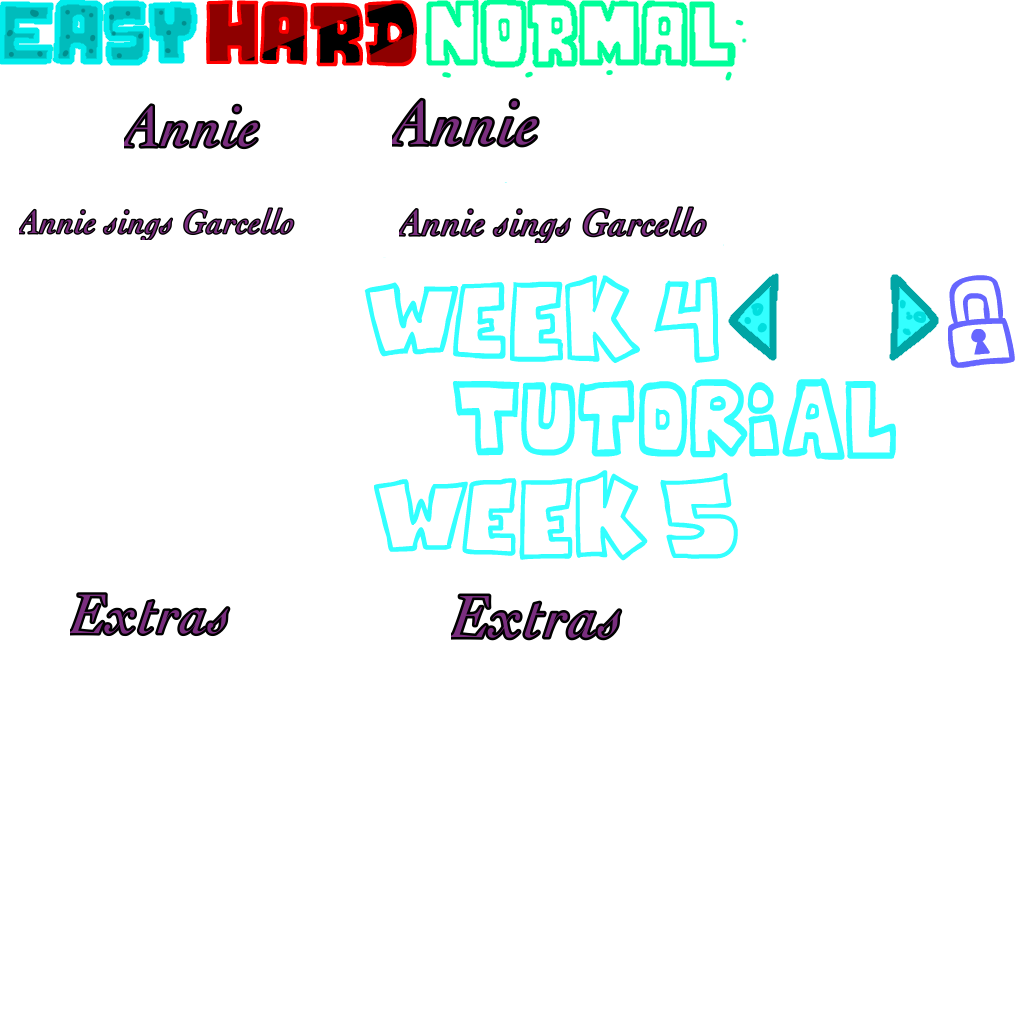 EASY HARD NORMAL
Annie Annie
Annie sings Garcello Annie sings Garcello
WEEK 4
TUTORiAL
WEEK 5
Extras Extras